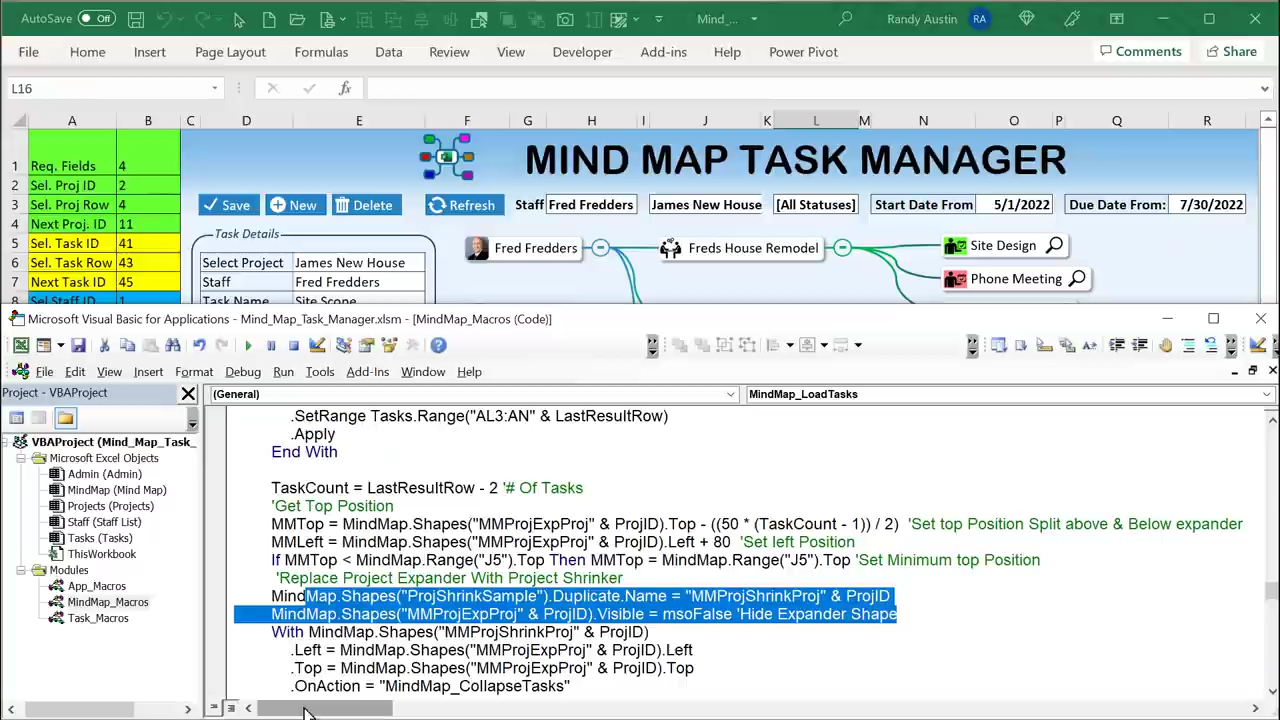 AutoSave Off Mind_... Randy Austin RA
File Home Insert Page Layout Formulas Data Review View Developer Add-ins Help Power Pivot Comments Share
L16 fx
A B C D E F G H I J K L M N O P Q R
MIND MAP TASK MANAGER
1 Req. Fields 4
2 Sel. Proj ID 2
3 Sel. Proj Row 4 Save New Delete Refresh Staff Fred Fredders James New House [All Statuses] Start Date From 5/1/2022 Due Date From: 7/30/2022
4 Next Proj. ID 11
Task Details
5 Sel. Task ID 41 Fred Fredders Freds House Remodel Site Design
6 Sel. Task Row 43 Select Project James New House
7 Next Task ID 45 Staff Fred Fredders Phone Meeting
8 Sel Staff ID 1 Task Name Site Scope
Microsoft Visual Basic for Applications - Mind_Map_Task_Manager.xlsm - [MindMap_Macros (Code)]
File Edit View Insert Format Debug Run Tools Add-Ins Window Help
Project - VBAProject
(General) MindMap_LoadTasks
VBAProject (Mind_Map_Task_
Microsoft Excel Objects
Admin (Admin)
MindMap (Mind Map)
Projects (Projects)
Staff (Staff List)
Tasks (Tasks)
ThisWorkbook
Modules
App_Macros
MindMap_Macros
Task_Macros
.SetRange Tasks.Range("AL3:AN" & LastResultRow)
.Apply
End With
TaskCount = LastResultRow - 2 '# Of Tasks
'Get Top Position
MMTop = MindMap.Shapes("MMProjExpProj" & ProjID).Top - ((50 * (TaskCount - 1)) / 2) 'Set top Position Split above & Below expander
MMLeft = MindMap.Shapes("MMProjExpProj" & ProjID).Left + 80 'Set left Position
If MMTop < MindMap.Range("J5").Top Then MMTop = MindMap.Range("J5").Top 'Set Minimum top Position
'Replace Project Expander With Project Shrinker
MindMap.Shapes("ProjShrinkSample").Duplicate.Name = "MMProjShrinkProj" & ProjID
MindMap.Shapes("MMProjExpProj" & ProjID).Visible = msoFalse 'Hide Expander Shape
With MindMap.Shapes("MMProjShrinkProj" & ProjID)
.Left = MindMap.Shapes("MMProjExpProj" & ProjID).Left
.Top = MindMap.Shapes("MMProjExpProj" & ProjID).Top
.OnAction = "MindMap_CollapseTasks"